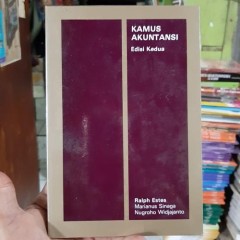 KAMUS
AKUNTANSI
Edisi Kedua
Ralph Estes
Marianus Sinaga
Nugroho Widjajanto